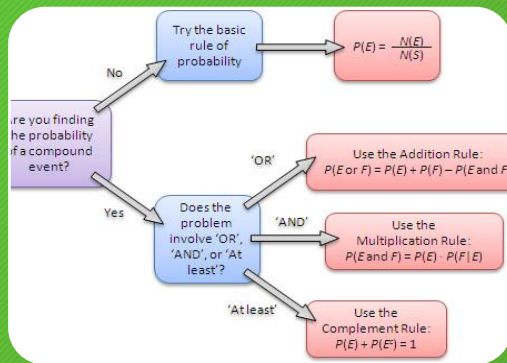 Try the basic
rule of
probability
P(E) = N(E)
N(S)
No
re you finding
he probability
f a compound
event?
'OR'
Use the Addition Rule:
P(E or F) = P(E) + P(F) – P(E and F
Yes
Does the
problem
involve 'OR',
'AND', or 'At
least'?
'AND'
Use the
Multiplication Rule:
P(E and F) = P(E) · P(F|E)
'At least'
Use the
Complement Rule:
P(E) + P(Eᶜ) = 1